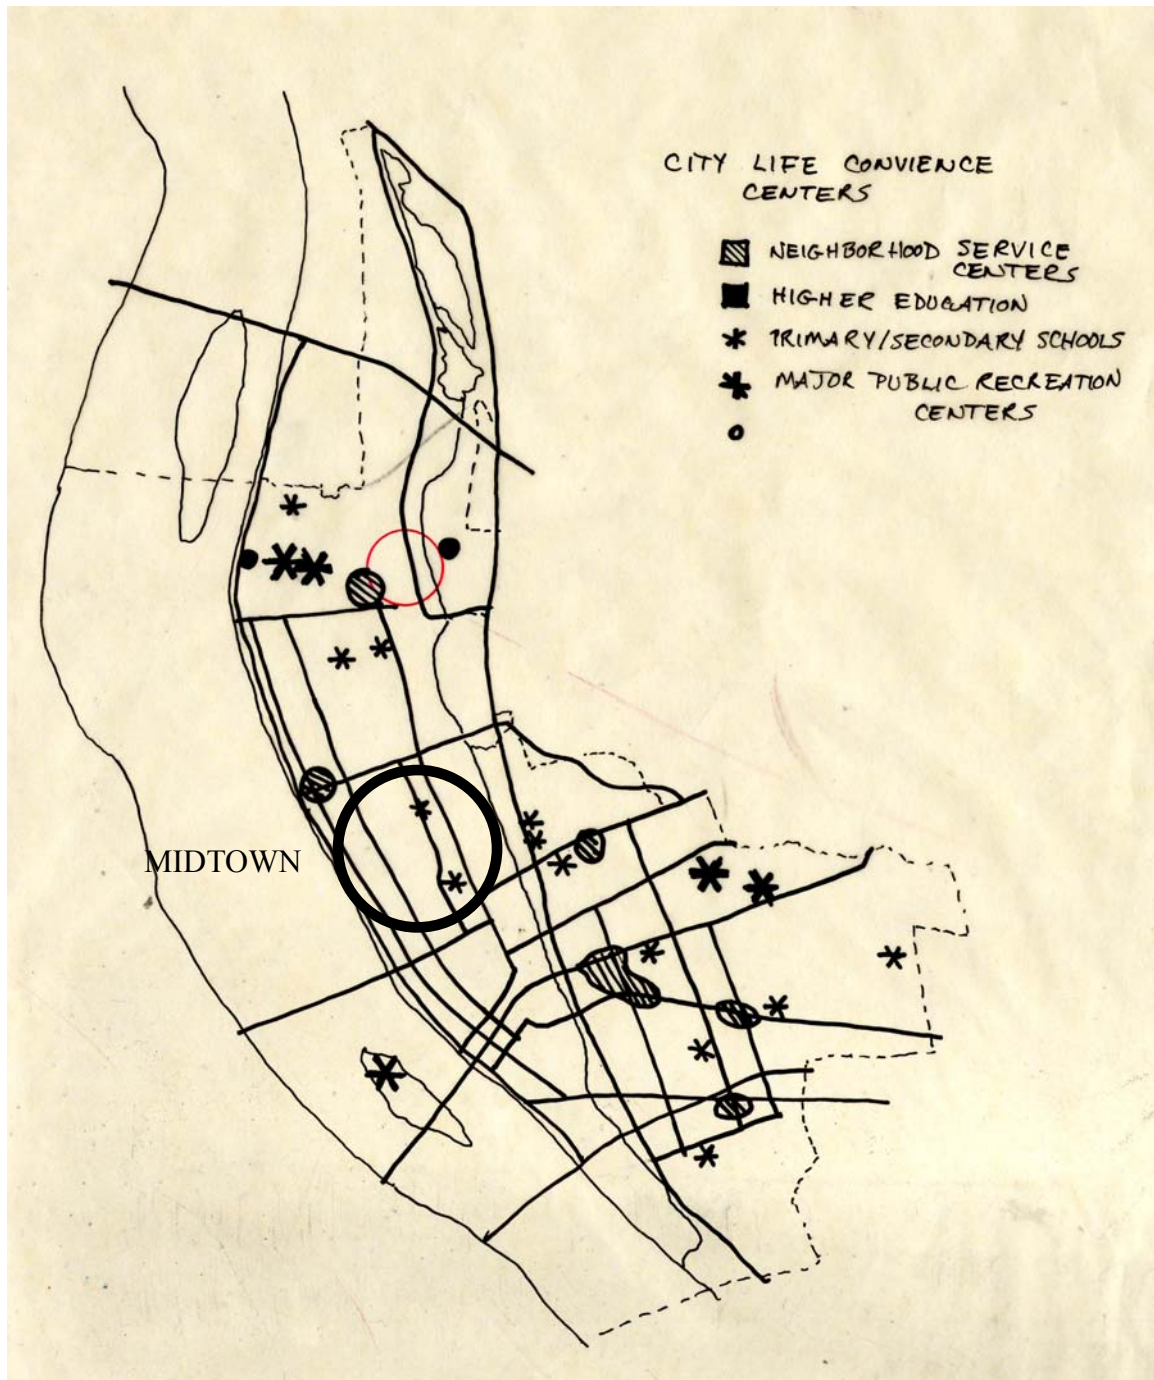 CITY LIFE CONVIENCE
CENTERS
NEIGHBORHOOD SERVICE
CENTERS
HIGHER EDUCATION
PRIMARY/SECONDARY SCHOOLS
MAJOR PUBLIC RECREATION
CENTERS
MIDTOWN